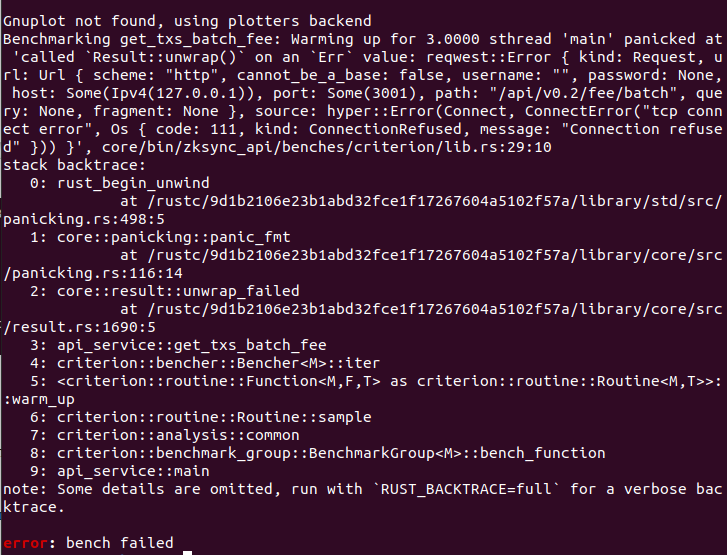 Gnuplot not found, using plotters backend
Benchmarking get_txs_batch_fee: Warming up for 3.0000 sthread 'main' panicked at
 'called `Result::unwrap()` on an `Err` value: reqwest::Error { kind: Request, u
rl: Url { scheme: "http", cannot_be_a_base: false, username: "", password: None,
 host: Some(Ipv4(127.0.0.1)), port: Some(3001), path: "/api/v0.2/fee/batch", que
ry: None, fragment: None }, source: hyper::Error(Connect, ConnectError("tcp conn
ect error", Os { code: 111, kind: ConnectionRefused, message: "Connection refuse
d" })) }', core/bin/zksync_api/benches/criterion/lib.rs:29:10
stack backtrace:
   0: rust_begin_unwind
             at /rustc/9d1b2106e23b1abd32fce1f17267604a5102f57a/library/std/src/
panicking.rs:498:5
   1: core::panicking::panic_fmt
             at /rustc/9d1b2106e23b1abd32fce1f17267604a5102f57a/library/core/src
/panicking.rs:116:14
   2: core::result::unwrap_failed
             at /rustc/9d1b2106e23b1abd32fce1f17267604a5102f57a/library/core/src
/result.rs:1690:5
   3: api_service::get_txs_batch_fee
   4: criterion::bencher::Bencher<M>::iter
   5: <criterion::routine::Function<M,F,T> as criterion::routine::Routine<M,T>>:
:warm_up
   6: criterion::routine::Routine::sample
   7: criterion::analysis::common
   8: criterion::benchmark_group::BenchmarkGroup<M>::bench_function
   9: api_service::main
note: Some details are omitted, run with `RUST_BACKTRACE=full` for a verbose bac
ktrace.
error: bench failed